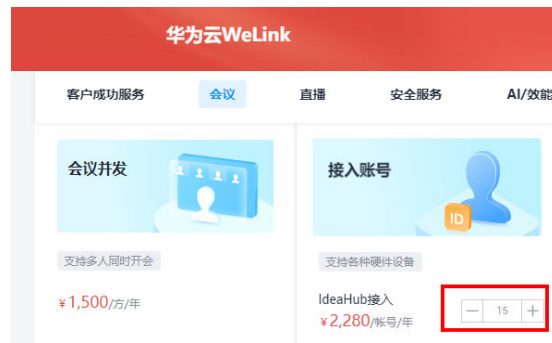 华为云WeLink
客户成功服务 会议 直播 安全服务 AI/效能
会议并发
接入账号
ID
支持多人同时开会
支持各种硬件设备
¥1,500/方/年
IdeaHub接入
¥2,280/帐号/年
— 15 +